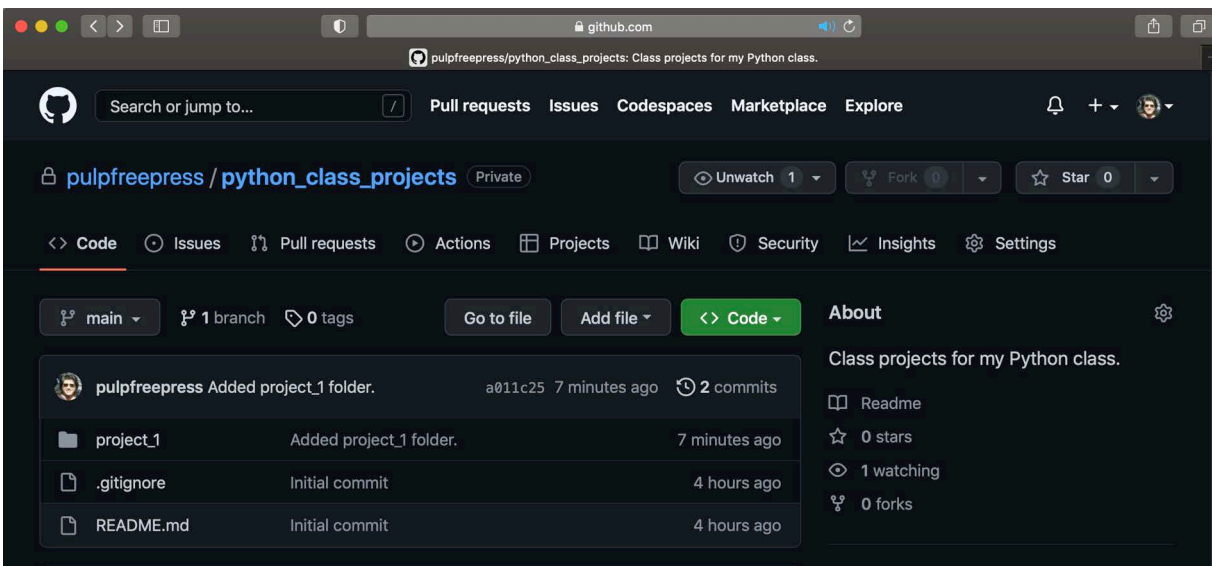 github.com
pulpfreepress/python_class_projects: Class projects for my Python class.
Search or jump to... / Pull requests Issues Codespaces Marketplace Explore
pulpfreepress / python_class_projects Private Unwatch 1 Fork 0 Star 0
<> Code Issues Pull requests Actions Projects Wiki Security Insights Settings
main 1 branch 0 tags Go to file Add file <> Code About
Class projects for my Python class.
pulpfreepress Added project_1 folder. a011c25 7 minutes ago 2 commits
Readme
project_1 Added project_1 folder. 7 minutes ago 0 stars
1 watching
.gitignore Initial commit 4 hours ago
0 forks
README.md Initial commit 4 hours ago